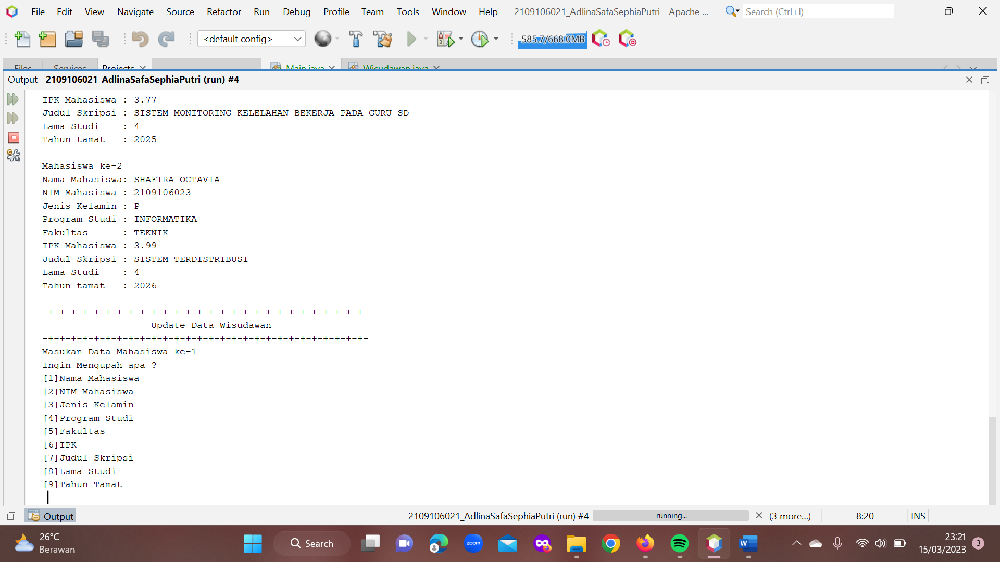 File Edit View Navigate Source Refactor Run Debug Profile Team Tools Window Help 2109106021_AdlinaSafaSephiaPutri - Apache ... Search (Ctrl+I)
<default config> 585.7/668.0MB
Files Services Projects Main.java Wisudawan.java
Output - 2109106021_AdlinaSafaSephiaPutri (run) #4
IPK Mahasiswa : 3.77
Judul Skripsi : SISTEM MONITORING KELELAHAN BEKERJA PADA GURU SD
Lama Studi    : 4
Tahun tamat   : 2025
Mahasiswa ke-2
Nama Mahasiswa: SHAFIRA OCTAVIA
NIM Mahasiswa : 2109106023
Jenis Kelamin : P
Program Studi : INFORMATIKA
Fakultas      : TEKNIK
IPK Mahasiswa : 3.99
Judul Skripsi : SISTEM TERDISTRIBUSI
Lama Studi    : 4
Tahun tamat   : 2026
-+-+-+-+-+-+-+-+-+-+-+-+-+-+-+-+-+-+-+-+-+-+-+-+-+-+-+-+-
-                  Update Data Wisudawan                -
-+-+-+-+-+-+-+-+-+-+-+-+-+-+-+-+-+-+-+-+-+-+-+-+-+-+-+-+-
Masukan Data Mahasiswa ke-1
Ingin Mengupah apa ?
[1]Nama Mahasiswa
[2]NIM Mahasiswa
[3]Jenis Kelamin
[4]Program Studi
[5]Fakultas
[6]IPK
[7]Judul Skripsi
[8]Lama Studi
[9]Tahun Tamat
=
Output 2109106021_AdlinaSafaSephiaPutri (run) #4 running... (3 more...) 8:20 INS
26°C
Berawan
Search
zoom
23:21
15/03/2023
3